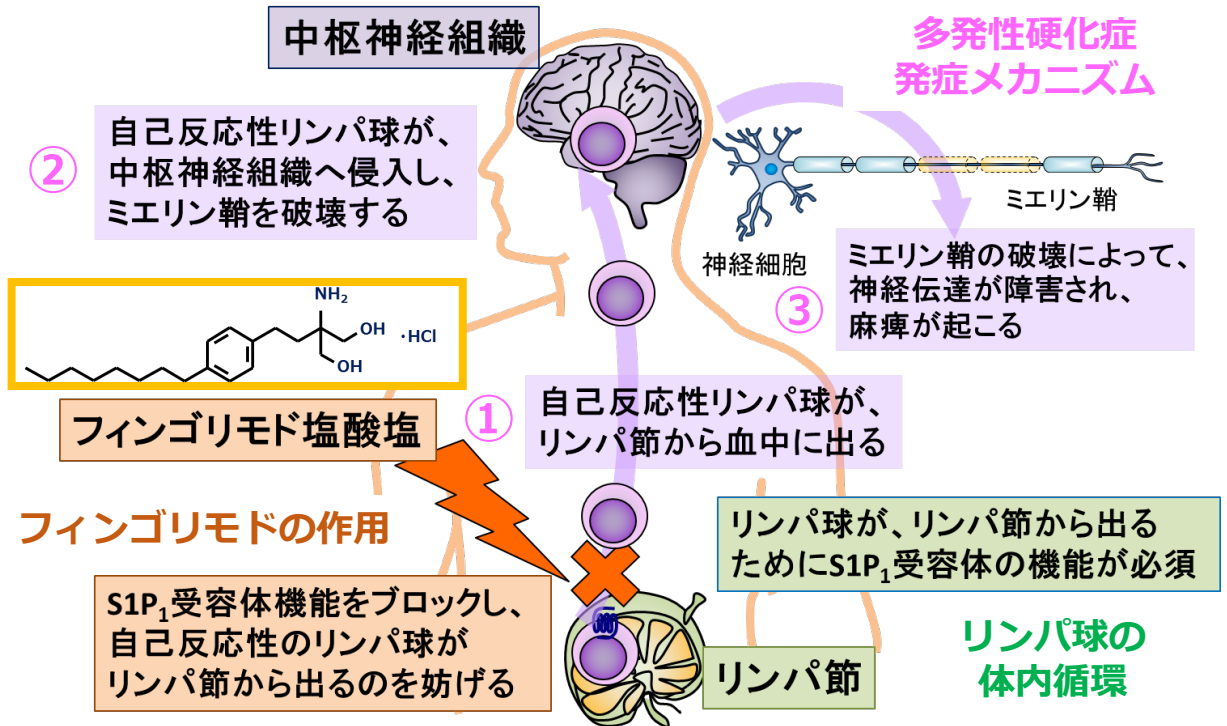 中枢神経組織
多発性硬化症
発症メカニズム
②
自己反応性リンパ球が、
中枢神経組織へ侵入し、
ミエリン鞘を破壊する
ミエリン鞘
神経細胞
③
ミエリン鞘の破壊によって、
神経伝達が障害され、
麻痺が起こる
NH₂
OH
・HCl
OH
フィンゴリモド塩酸塩
①
自己反応性リンパ球が、
リンパ節から血中に出る
フィンゴリモドの作用
リンパ球が、リンパ節から出る
ためにS1P₁受容体の機能が必須
S1P₁受容体機能をブロックし、
自己反応性のリンパ球が
リンパ節から出るのを妨げる
リンパ節
リンパ球の
体内循環